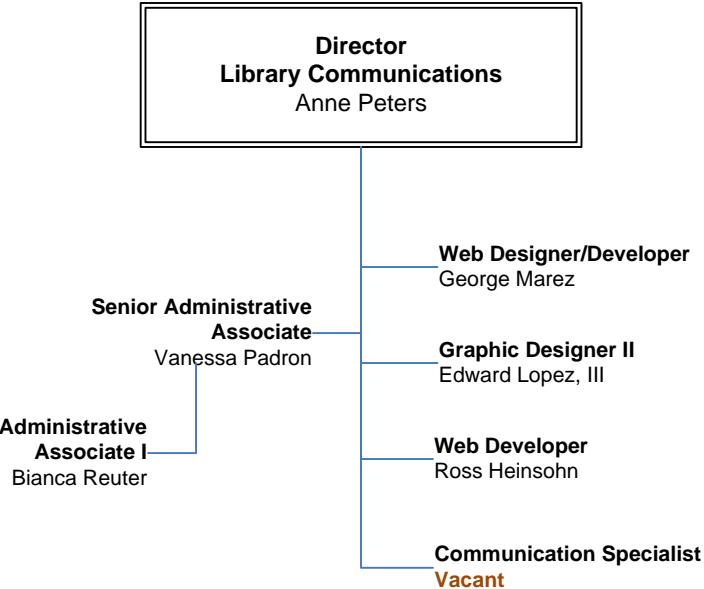 Director
Library Communications
Anne Peters
Web Designer/Developer
George Marez
Senior Administrative
Associate
Vanessa Padron
Graphic Designer II
Edward Lopez, III
Administrative
Associate I
Bianca Reuter
Web Developer
Ross Heinsohn
Communication Specialist
Vacant